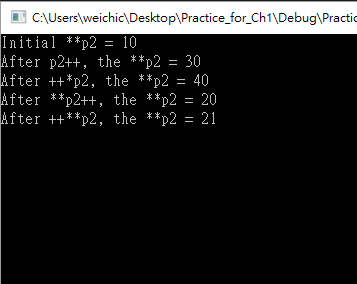 C:\Users\weichic\Desktop\Practice_for_Ch1\Debug\Practi
Initial **p2 = 10
After p2++, the **p2 = 30
After ++*p2, the **p2 = 40
After **p2++, the **p2 = 20
After ++**p2, the **p2 = 21